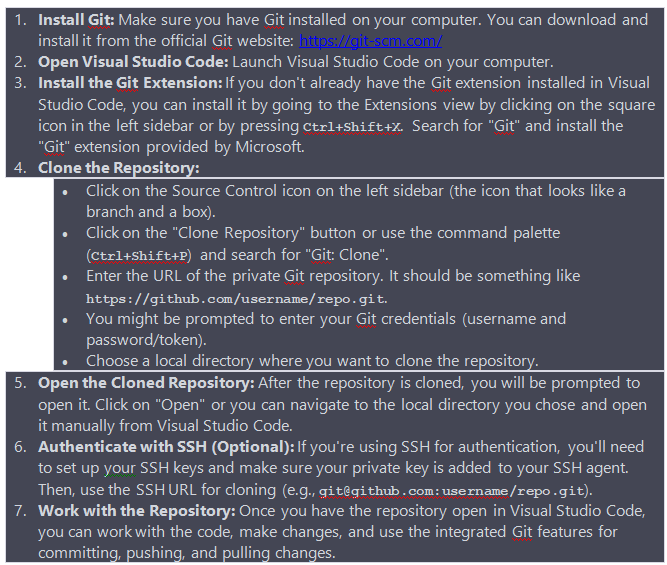 1. Install Git: Make sure you have Git installed on your computer. You can download and
install it from the official Git website: https://git-scm.com/
2. Open Visual Studio Code: Launch Visual Studio Code on your computer.
3. Install the Git Extension: If you don't already have the Git extension installed in Visual
Studio Code, you can install it by going to the Extensions view by clicking on the square
icon in the left sidebar or by pressing Ctrl+Shift+X. Search for "Git" and install the
"Git" extension provided by Microsoft.
4. Clone the Repository:
• Click on the Source Control icon on the left sidebar (the icon that looks like a
branch and a box).
• Click on the "Clone Repository" button or use the command palette
(Ctrl+Shift+P) and search for "Git: Clone".
• Enter the URL of the private Git repository. It should be something like
https://github.com/username/repo.git.
• You might be prompted to enter your Git credentials (username and
password/token).
• Choose a local directory where you want to clone the repository.
5. Open the Cloned Repository: After the repository is cloned, you will be prompted to
open it. Click on "Open" or you can navigate to the local directory you chose and open
it manually from Visual Studio Code.
6. Authenticate with SSH (Optional): If you're using SSH for authentication, you'll need
to set up your SSH keys and make sure your private key is added to your SSH agent.
Then, use the SSH URL for cloning (e.g., git@github.com:username/repo.git).
7. Work with the Repository: Once you have the repository open in Visual Studio Code,
you can work with the code, make changes, and use the integrated Git features for
committing, pushing, and pulling changes.